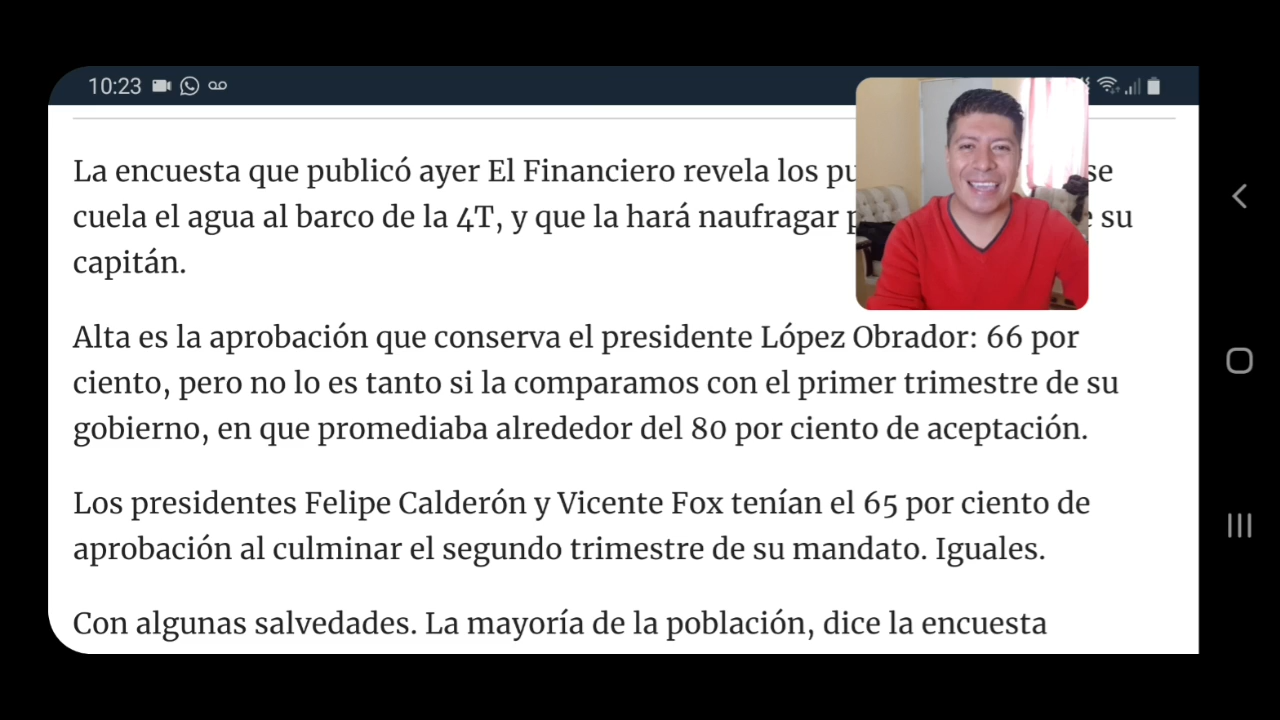 10:23
La encuesta que publicó ayer El Financiero revela los se
cuela el agua al barco de la 4T, y que la hará naufragar su
capitán.
Alta es la aprobación que conserva el presidente López Obrador: 66 por
ciento, pero no lo es tanto si la comparamos con el primer trimestre de su
gobierno, en que promediaba alrededor del 80 por ciento de aceptación.
Los presidentes Felipe Calderón y Vicente Fox tenían el 65 por ciento de
aprobación al culminar el segundo trimestre de su mandato. Iguales.
Con algunas salvedades. La mayoría de la población, dice la encuesta